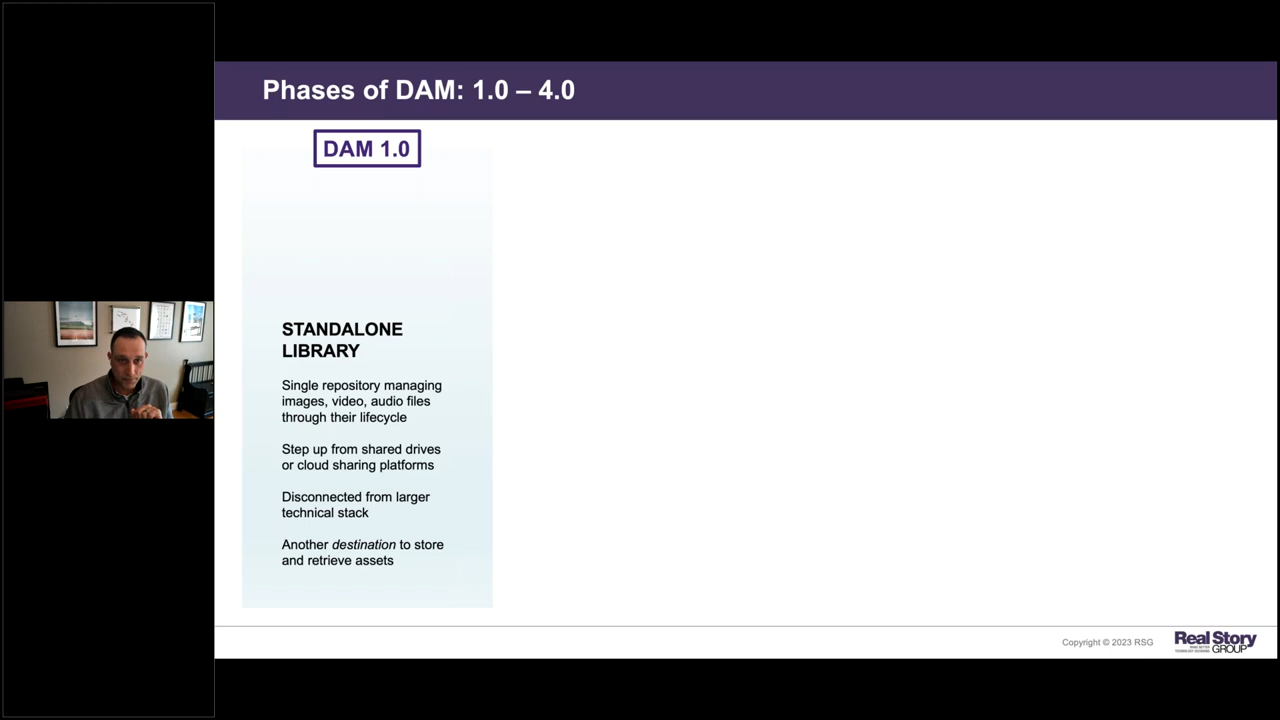 Phases of DAM: 1.0 – 4.0
DAM 1.0
STANDALONE
LIBRARY
Single repository managing
images, video, audio files
through their lifecycle
Step up from shared drives
or cloud sharing platforms
Disconnected from larger
technical stack
Another destination to store
and retrieve assets
Copyright © 2023 RSG
Real Story
GROUP